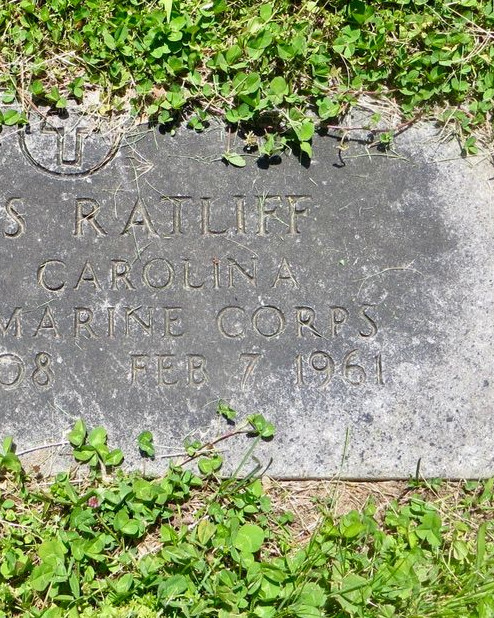 S RATLIFF
CAROLINA
MARINE CORPS
08 FEB 7 1961